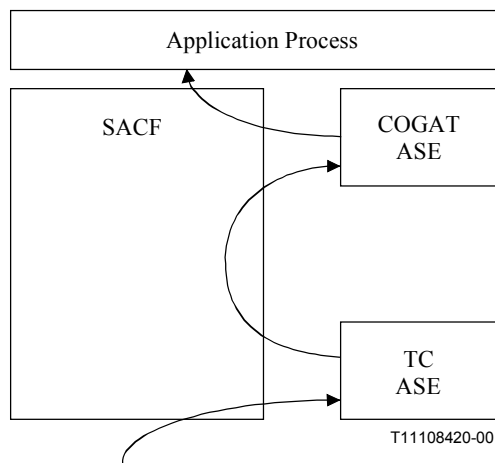 Application Process
SACF
COGAT
ASE
TC
ASE
T11108420-00